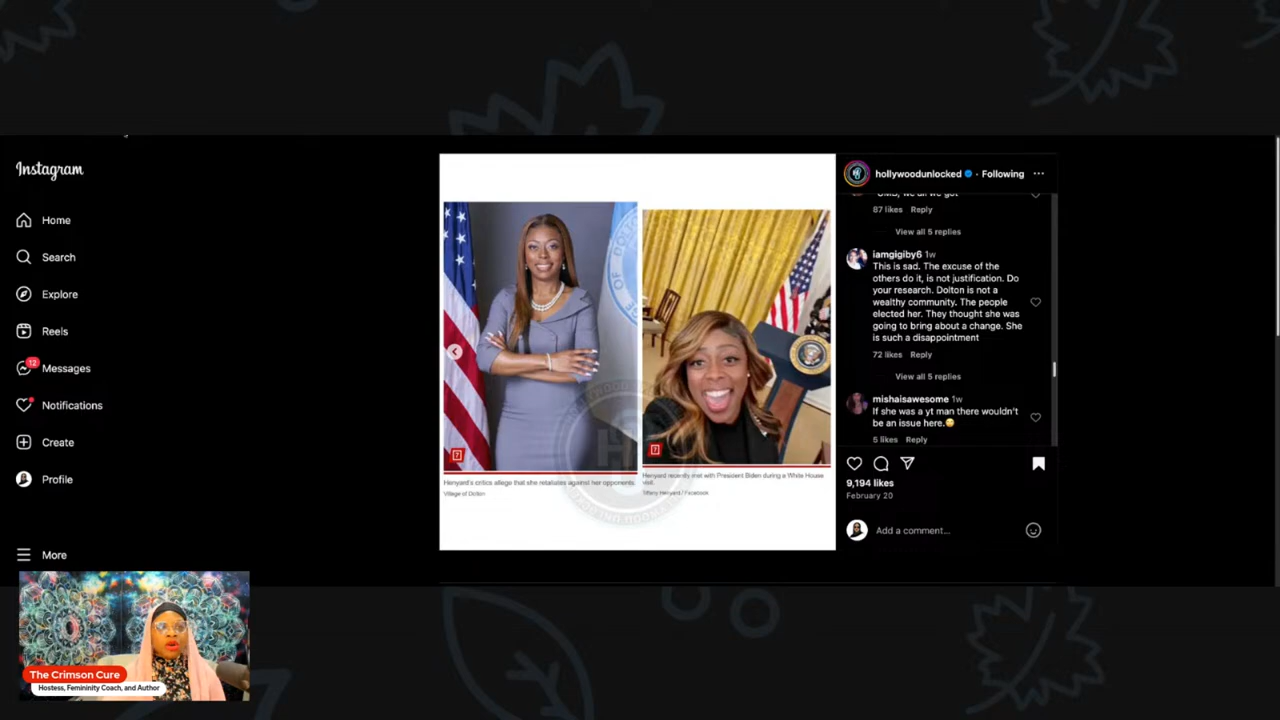 Instagram
Home
Search
Explore
Reels
12
Messages
Notifications
Create
Profile
More
OF DOLTON
?
?
Henyard's critics allege that she retaliates against her opponents.
Village of Dolton
Henyard recently met with President Biden during a White House
visit.
Tiffany Henyard / Facebook
hollywoodunlocked · Following
87 likes Reply
View all 5 replies
iamgigiby6 1w
This is sad. The excuse of the
others do it, is not justification. Do
your research. Dolton is not a
wealthy community. The people
elected her. They thought she was
going to bring about a change. She
is such a disappointment
72 likes Reply
View all 5 replies
mishaisawesome 1w
If she was a yt man there wouldn't
be an issue here.
5 likes Reply
9,194 likes
February 20
Add a comment...
The Crimson Cure
Hostess, Femininity Coach, and Author